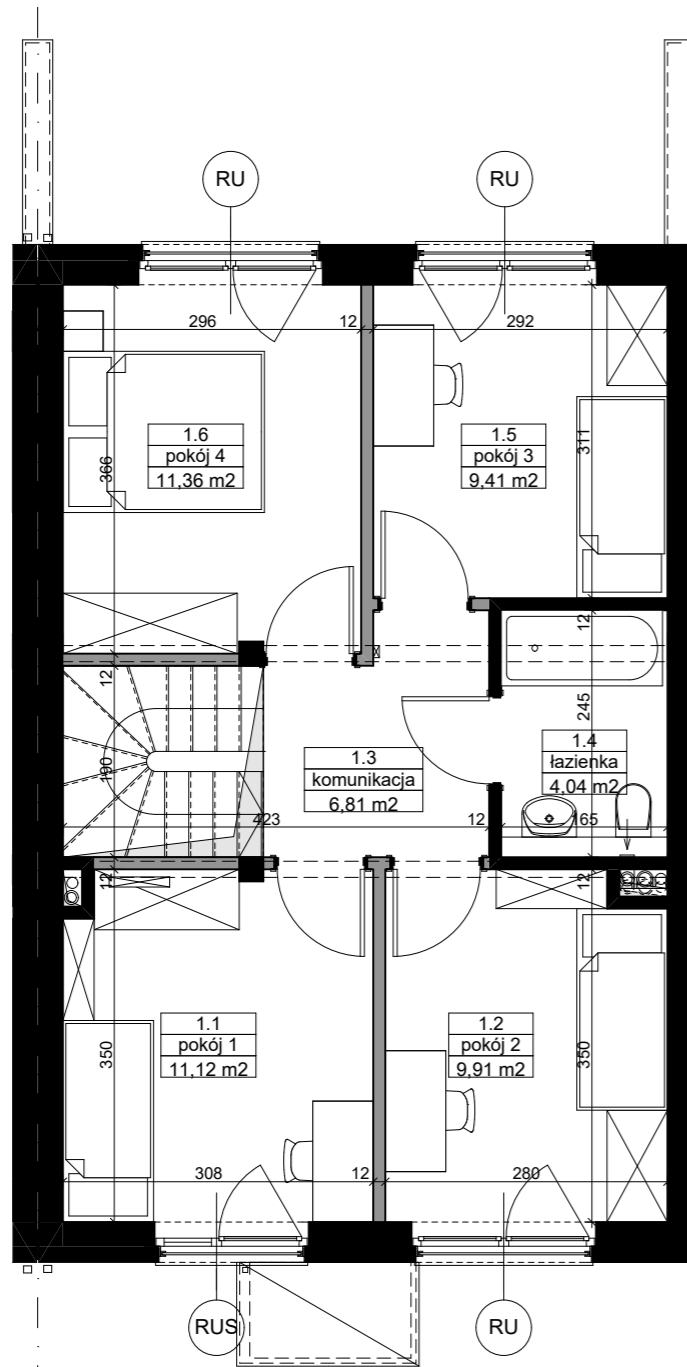 RU
RU
296
12
292
1.6
pokój 4
11,36 m2
1.5
pokój 3
9,41 m2
366
311
12
12
190
245
1.3
komunikacja
6,81 m2
1.4
łazienka
4,04 m2
423
12
165
12
12
1.1
pokój 1
11,12 m2
1.2
pokój 2
9,91 m2
350
350
308
12
280
RUS
RU